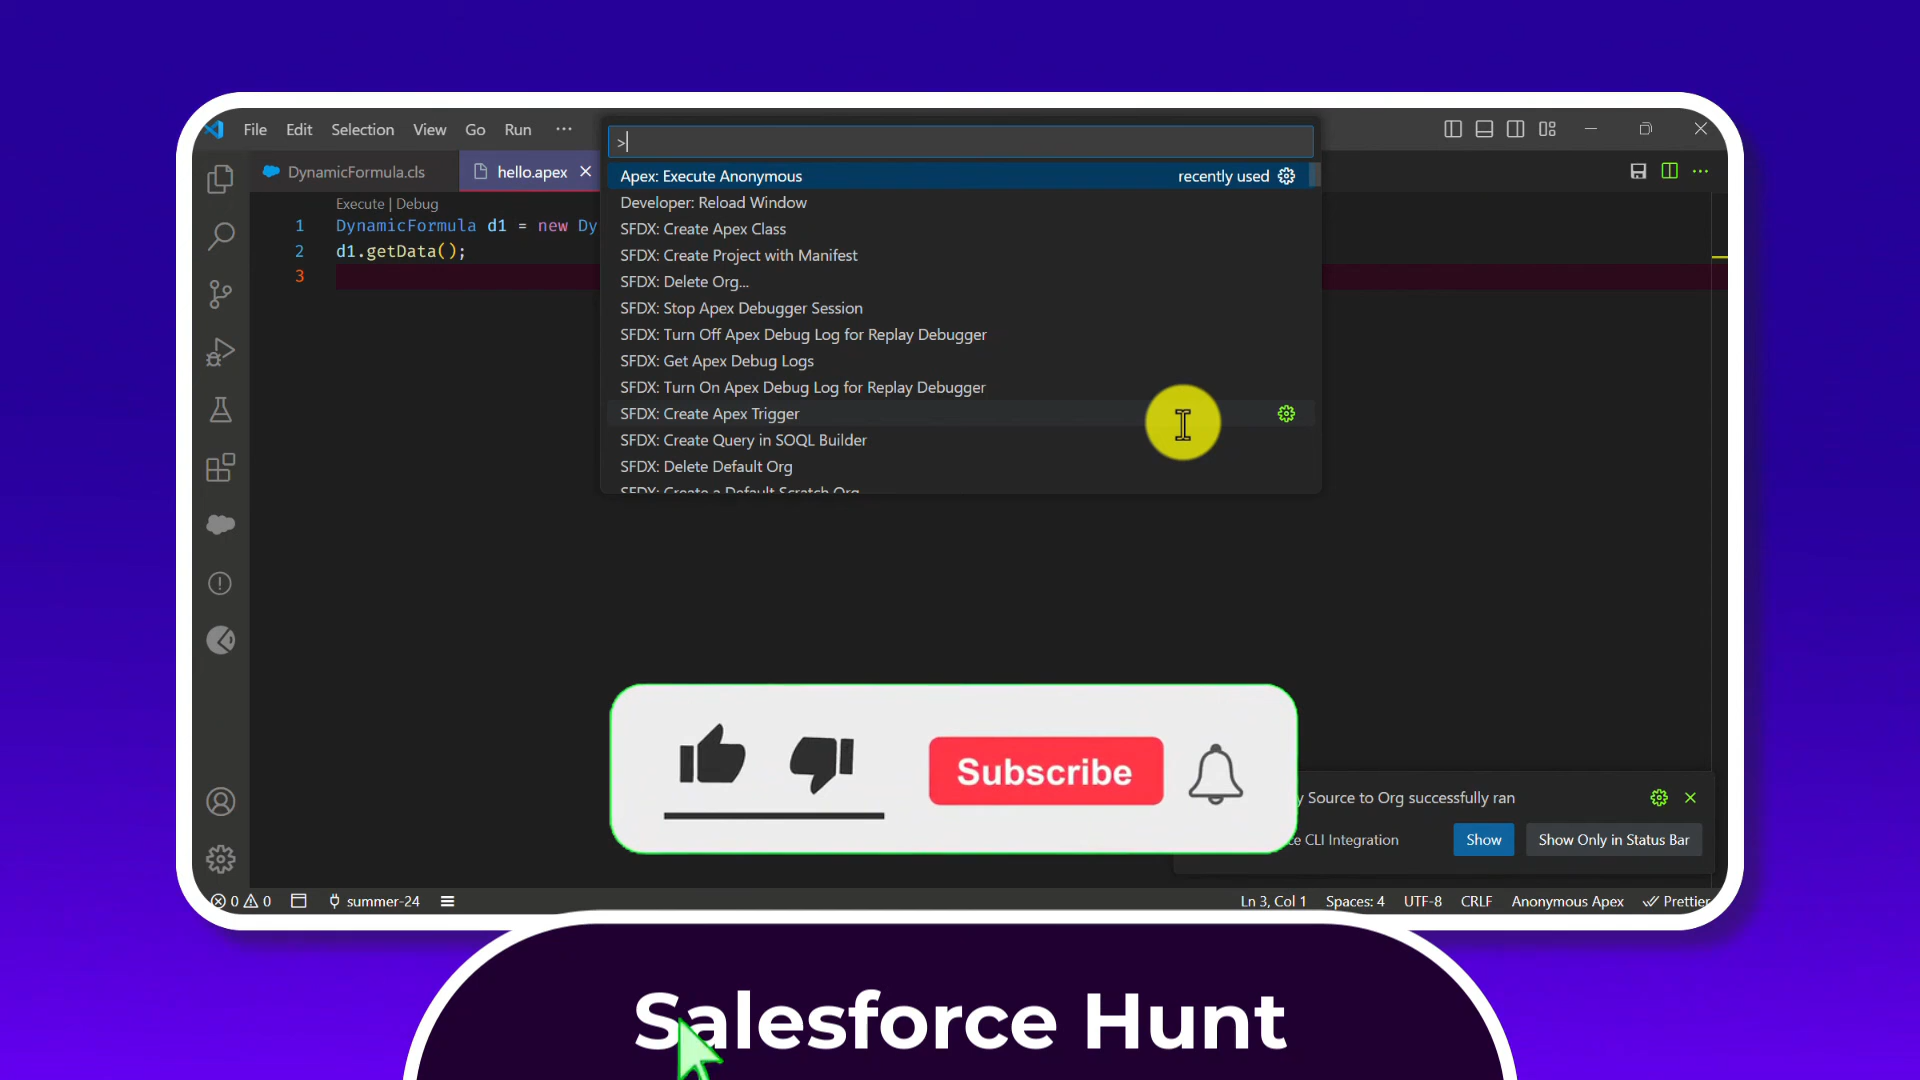 File Edit Selection View Go Run ···
>
DynamicFormula.cls
hello.apex
Apex: Execute Anonymous recently used
Developer: Reload Window
SFDX: Create Apex Class
SFDX: Create Project with Manifest
SFDX: Delete Org...
SFDX: Stop Apex Debugger Session
SFDX: Turn Off Apex Debug Log for Replay Debugger
SFDX: Get Apex Debug Logs
SFDX: Turn On Apex Debug Log for Replay Debugger
SFDX: Create Apex Trigger
SFDX: Create Query in SOQL Builder
SFDX: Delete Default Org
SFDX: Create a Default Scratch Org
Execute | Debug
1 DynamicFormula d1 = new Dy
2 d1.getData();
3
Subscribe
y Source to Org successfully ran
ce CLI Integration
Show
Show Only in Status Bar
0 0 summer-24
Ln 3, Col 1 Spaces: 4 UTF-8 CRLF Anonymous Apex Prettier
Salesforce Hunt